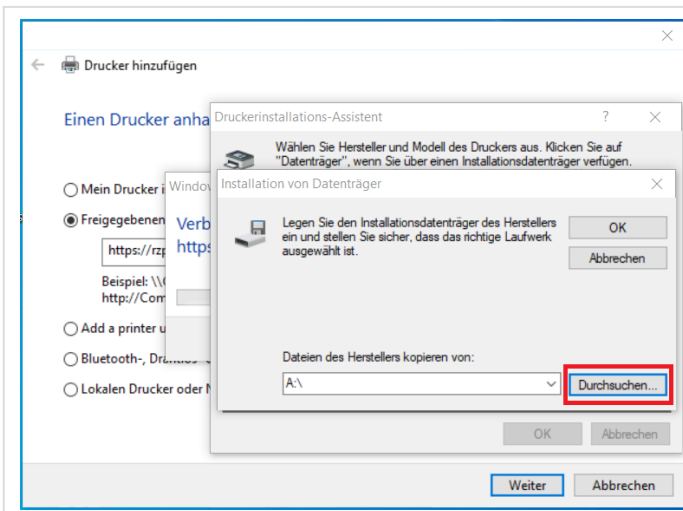 Drucker hinzufügen
Einen Drucker anha
Druckerinstallations-Assistent
Wählen Sie Hersteller und Modell des Druckers aus. Klicken Sie auf
"Datenträger", wenn Sie über einen Installationsdatenträger verfügen.
Mein Drucker i
Window
Installation von Datenträger
Freigegebenen
Verb
https
Legen Sie den Installationsdatenträger des Herstellers
ein und stellen Sie sicher, dass das richtige Laufwerk
ausgewählt ist.
OK
Abbrechen
https://rzp
Beispiel: \\
http://Com
Add a printer u
Bluetooth-,
Lokalen Drucker oder
Dateien des Herstellers kopieren von:
A:\
Durchsuchen...
OK
Abbrechen
Weiter
Abbrechen